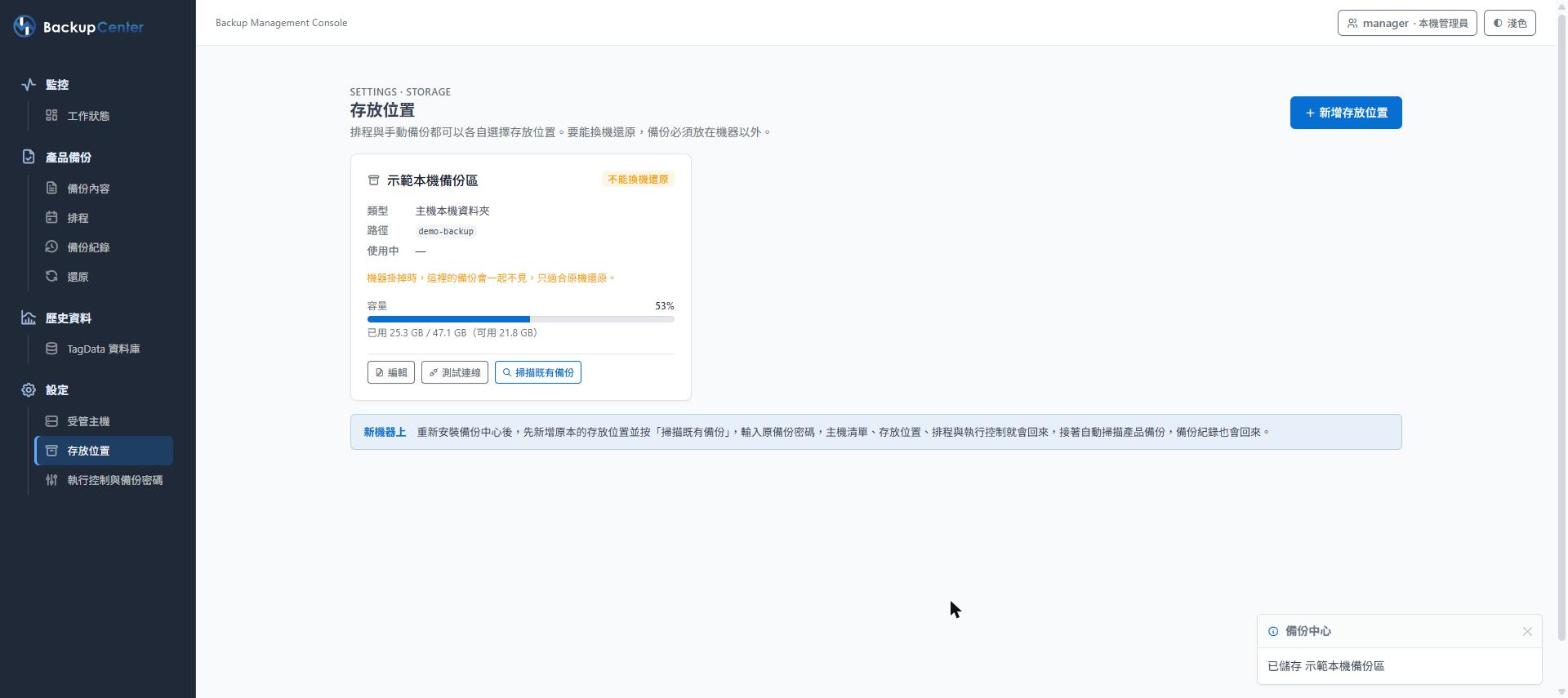 BackupCenter
監控
工作狀態
產品備份
備份內容
排程
備份紀錄
還原
歷史資料
TagData 資料庫
設定
受管主機
存放位置
執行控制與備份密碼
Backup Management Console
manager · 本機管理員
淺色
SETTINGS · STORAGE
存放位置
排程與手動備份都可以各自選擇存放位置。要能換機還原，備份必須放在機器以外。
+ 新增存放位置
示範本機備份區
不能換機還原
類型 主機本機資料夾
路徑 demo-backup
使用中 —
機器掛掉時，這裡的備份會一起不見，只適合原機還原。
容量 53%
已用 25.3 GB / 47.1 GB（可用 21.8 GB）
編輯 測試連線 掃描既有備份
新機器上 重新安裝備份中心後，先新增原本的存放位置並按「掃描既有備份」，輸入原備份密碼，主機清單、存放位置、排程與執行控制就會回來，接著自動掃描產品備份，備份紀錄也會回來。
備份中心
已儲存 示範本機備份區